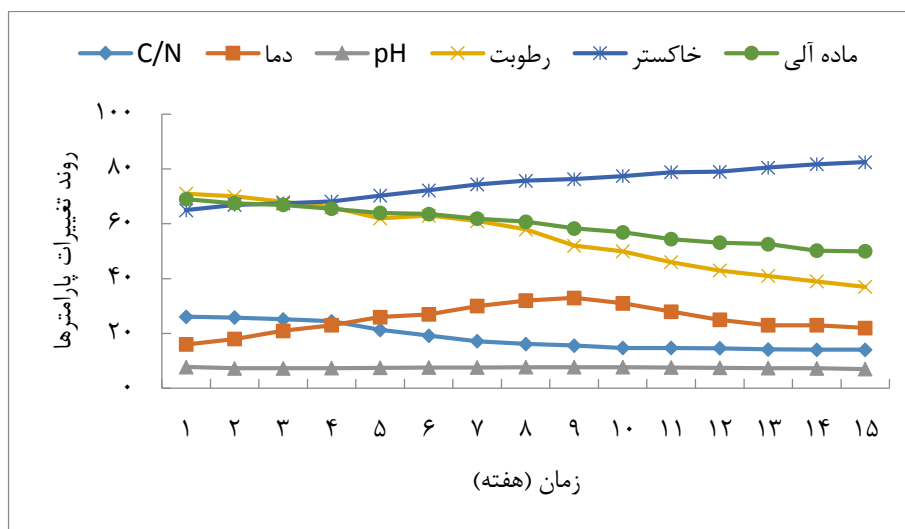 C/N دما pH رطوبت خاکستر ماده آلی
روند تغییرات پارامترها
۱۰۰
۸۰
۶۰
۴۰
۲۰
۰
۱ ۲ ۳ ۴ ۵ ۶ ۷ ۸ ۹ ۱۰ ۱۱ ۱۲ ۱۳ ۱۴ ۱۵
زمان (هفته)